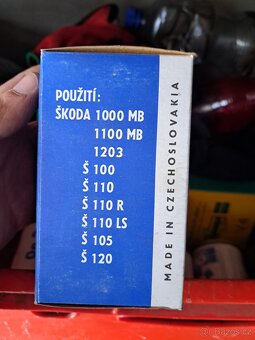 POUŽITÍ:
ŠKODA 1000 MB
1100 MB
1203
Š 100
Š 110
Š 110 R
Š 110 LS
Š 105
Š 120
MADE IN CZECHOSLOVAKIA